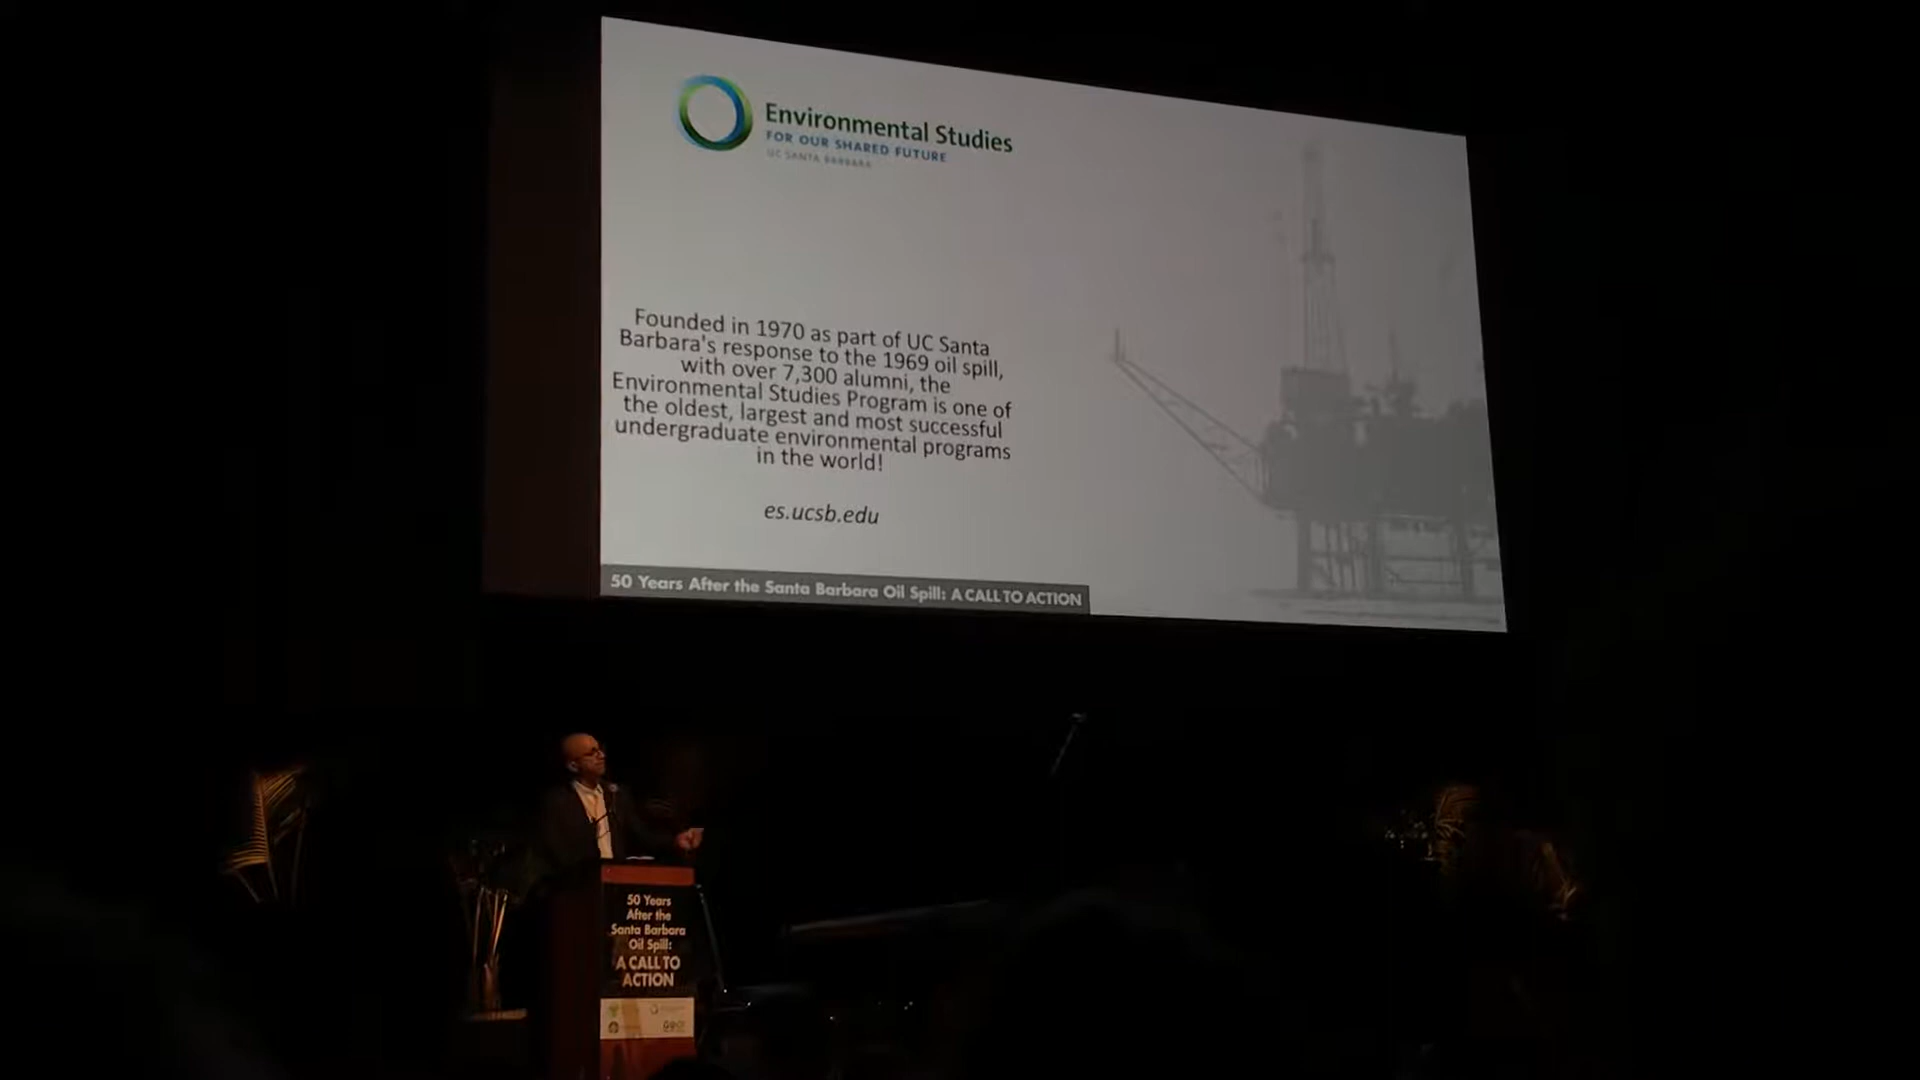 Environmental Studies
FOR OUR SHARED FUTURE
UC SANTA BARBARA
Founded in 1970 as part of UC Santa
Barbara's response to the 1969 oil spill,
with over 7,300 alumni, the
Environmental Studies Program is one of
the oldest, largest and most successful
undergraduate environmental programs
in the world!
es.ucsb.edu
50 Years After the Santa Barbara Oil Spill: A CALL TO ACTION
50 Years
After the
Santa Barbara
Oil Spill:
A CALL TO
ACTION